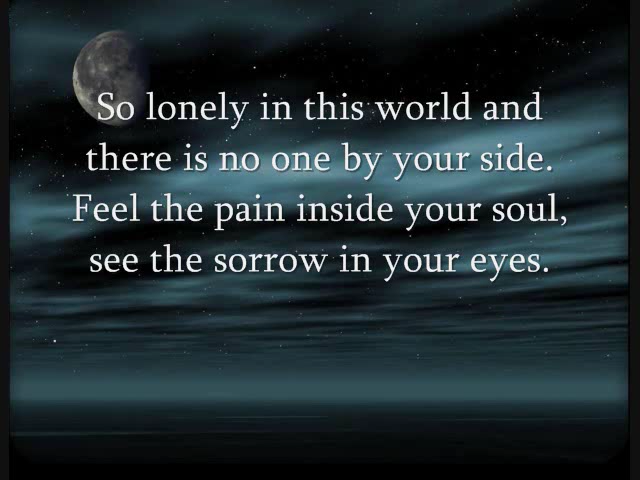 So lonely in this world and
there is no one by your side.
Feel the pain inside your soul,
see the sorrow in your eyes.